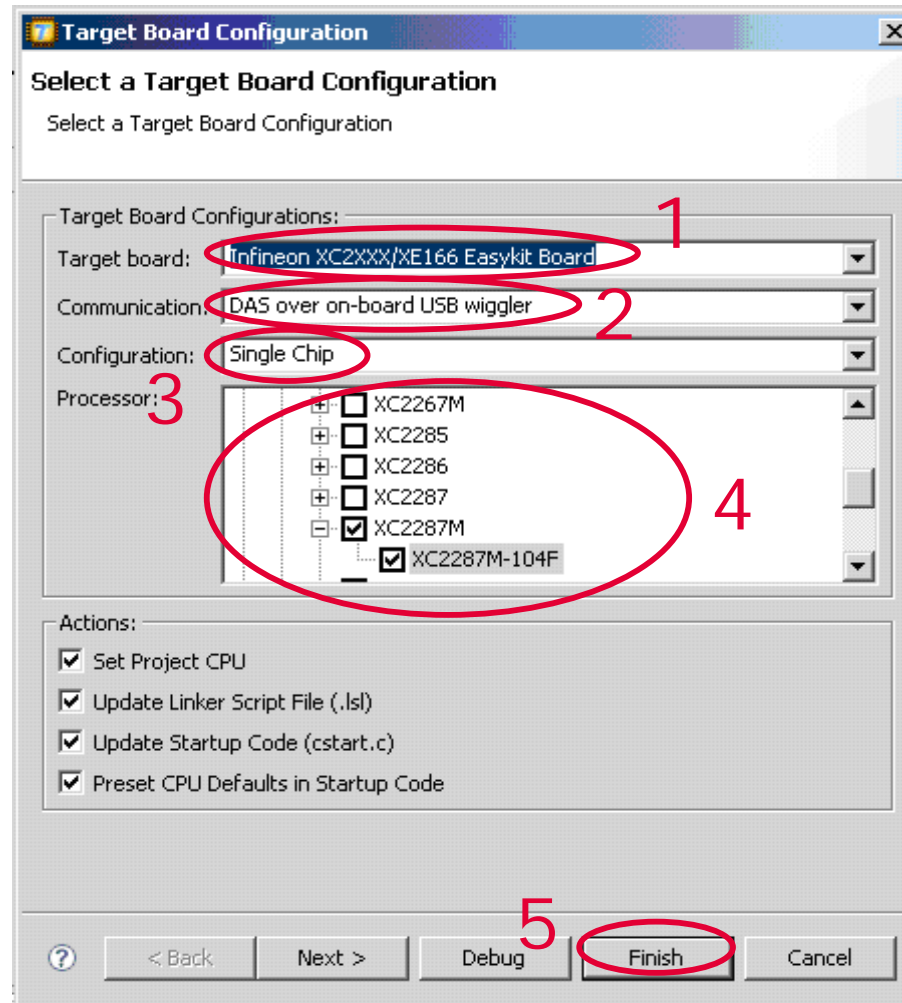 Target Board Configuration
Select a Target Board Configuration
Select a Target Board Configuration
Target Board Configurations:
1
Target board: Infineon XC2XXX/XE166 Easykit Board
Communication: DAS over on-board USB wiggler
2
Configuration: Single Chip
Processor:
3
XC2267M
XC2285
XC2286
XC2287
4
XC2287M
XC2287M-104F
Actions:
Set Project CPU
Update Linker Script File (.lsl)
Update Startup Code (cstart.c)
Preset CPU Defaults in Startup Code
5
? < Back Next > Debug Finish Cancel